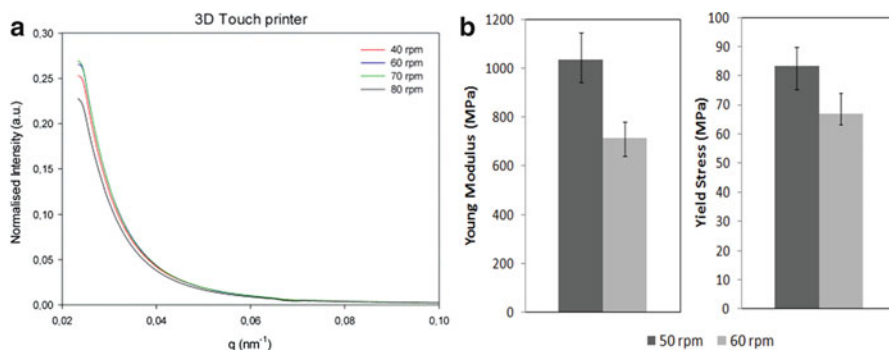 a
3D Touch printer
Normalised Intensity (a.u.)
0,30
0,25
0,20
0,15
0,10
0,05
0,00
0,02
0,04
0,06
0,08
0,10
q (nm⁻¹)
40 rpm
60 rpm
70 rpm
80 rpm
b
Young Modulus (MPa)
1200
1000
800
600
400
200
0
Yield Stress (MPa)
100
90
80
70
60
50
40
30
20
10
0
50 rpm 60 rpm